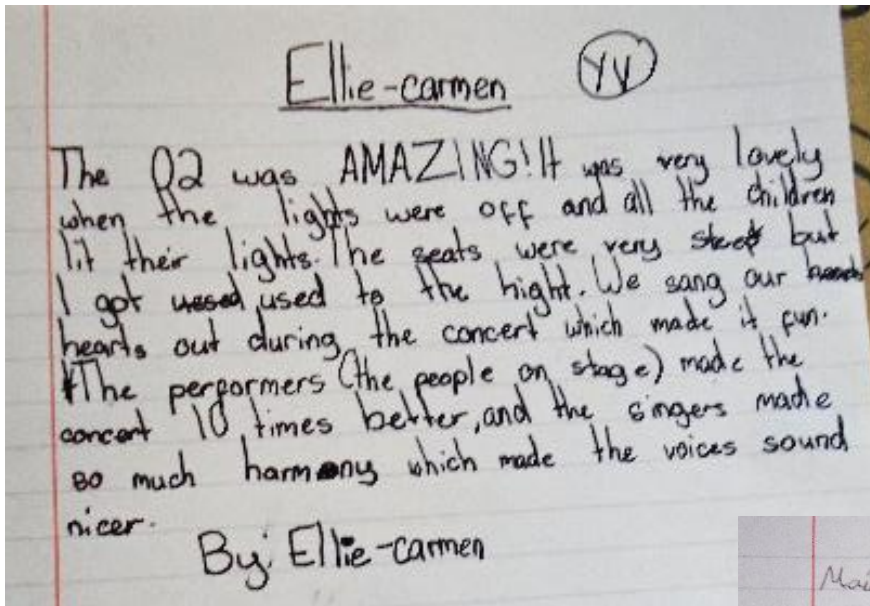 Ellie-carmen YV
The O2 was AMAZING! It was very lovely
when the lights were off and all the children
lit their lights. The seats were very but
I got used to the hight. We sang our
hearts out during the concert which made it fun.
The performers (the people on stage) made the
concert 10 times better, and the singers made
so much harmony which made the voices sound
nicer.
By: Ellie-carmen